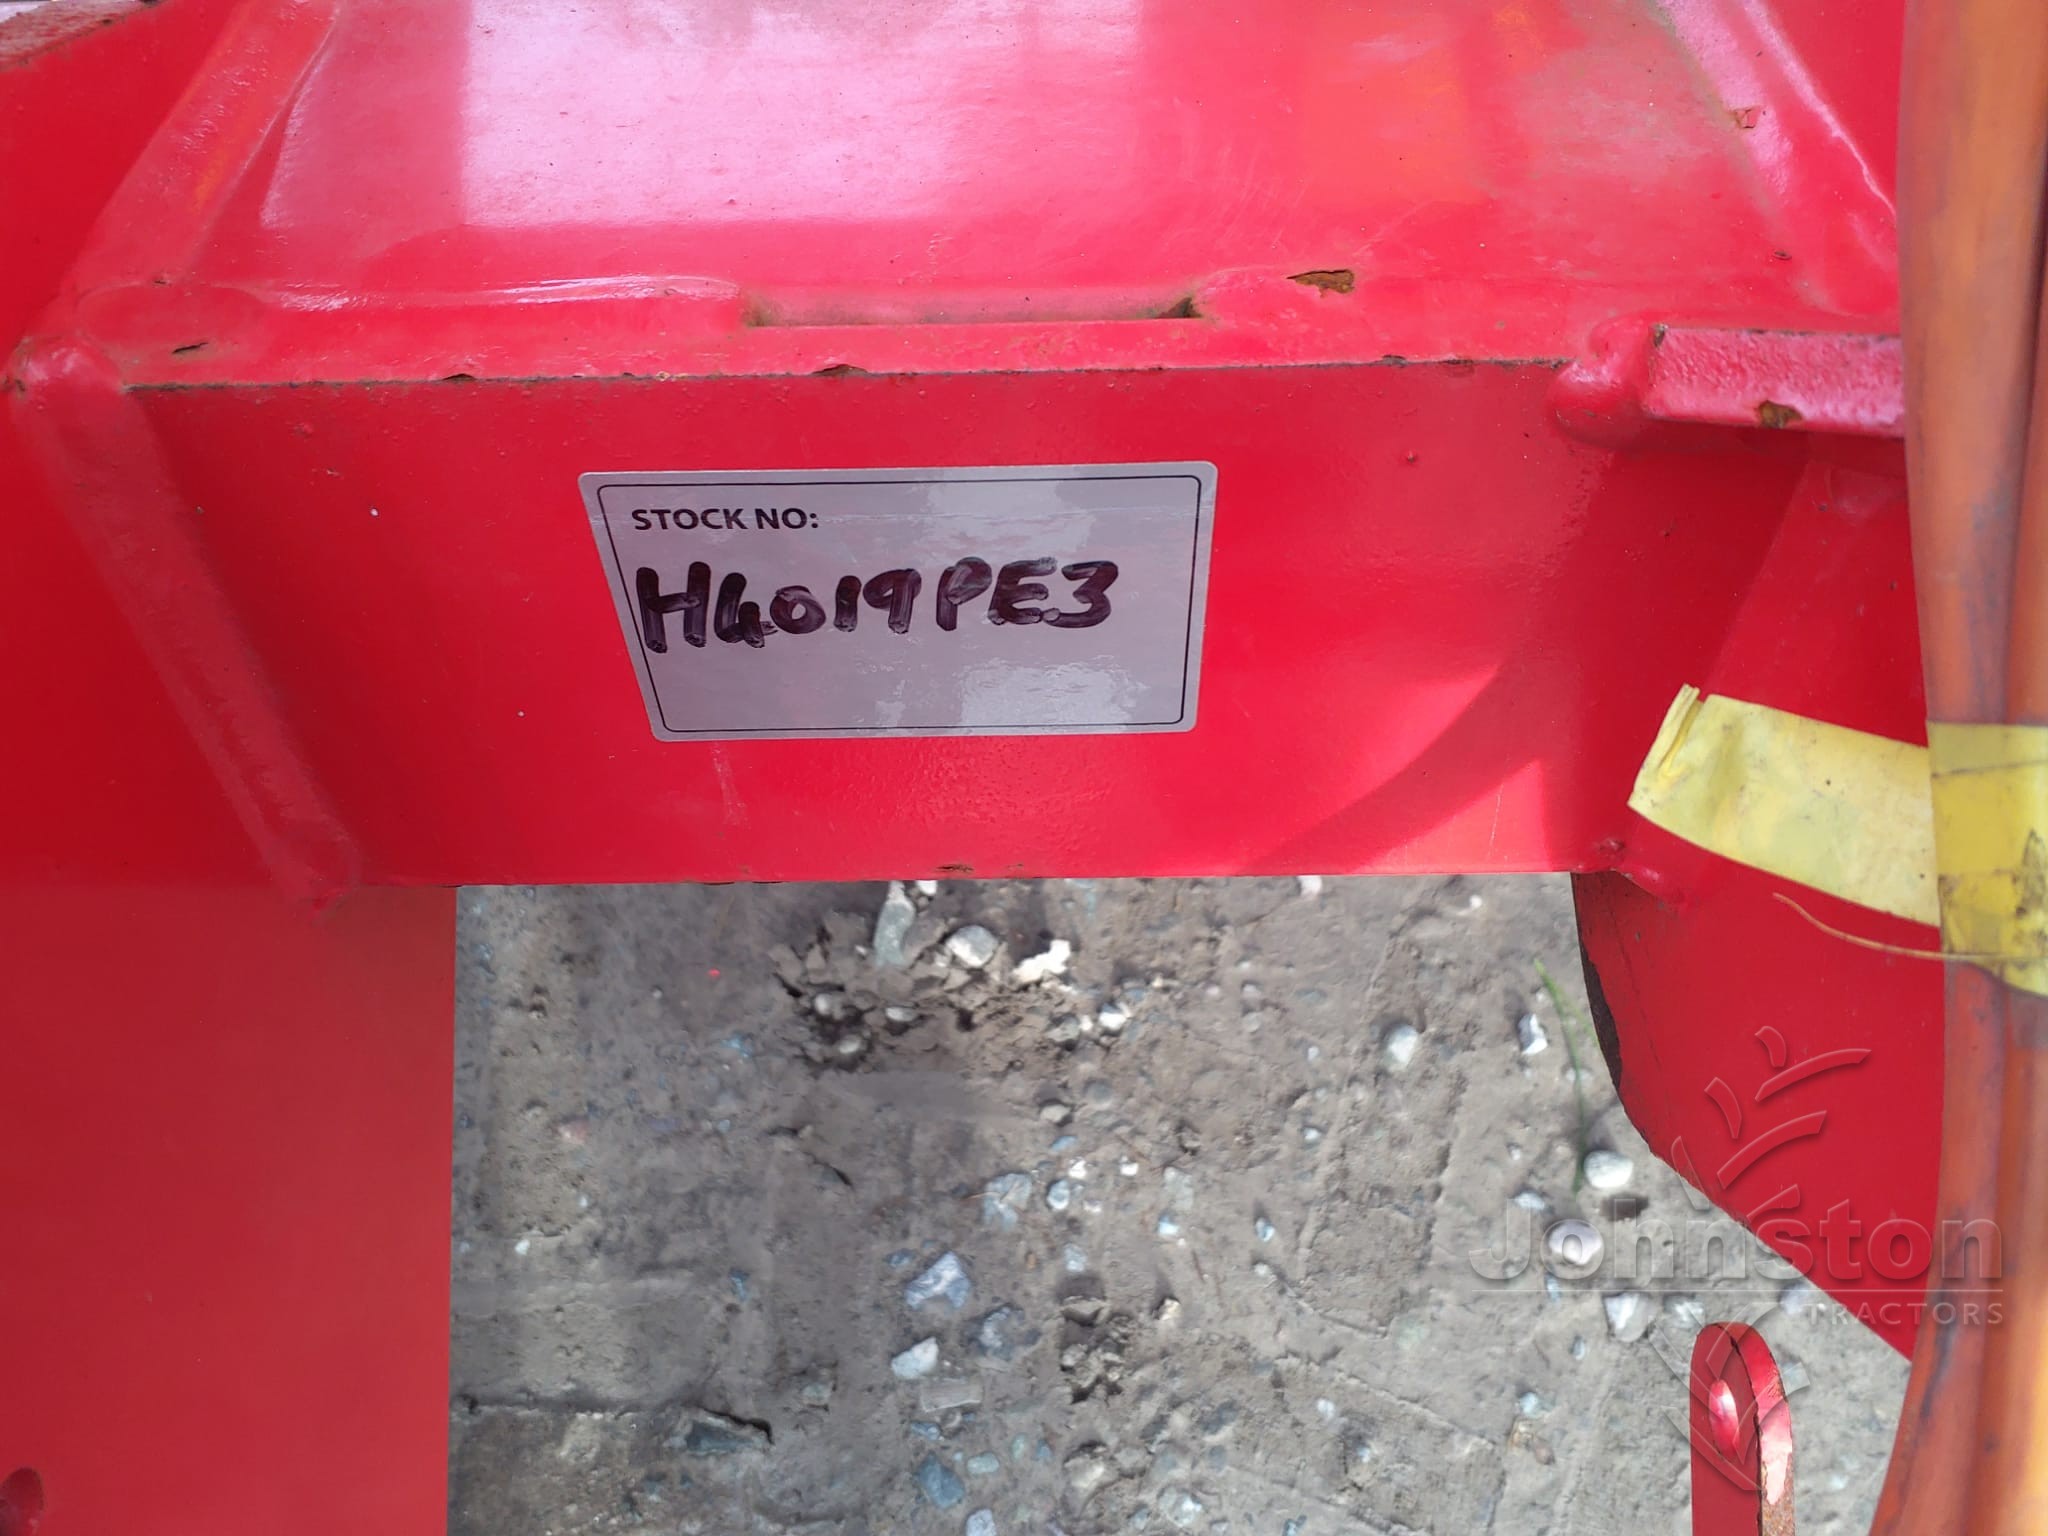 STOCK NO:
H4019PE3
Johnston
TRACTORS